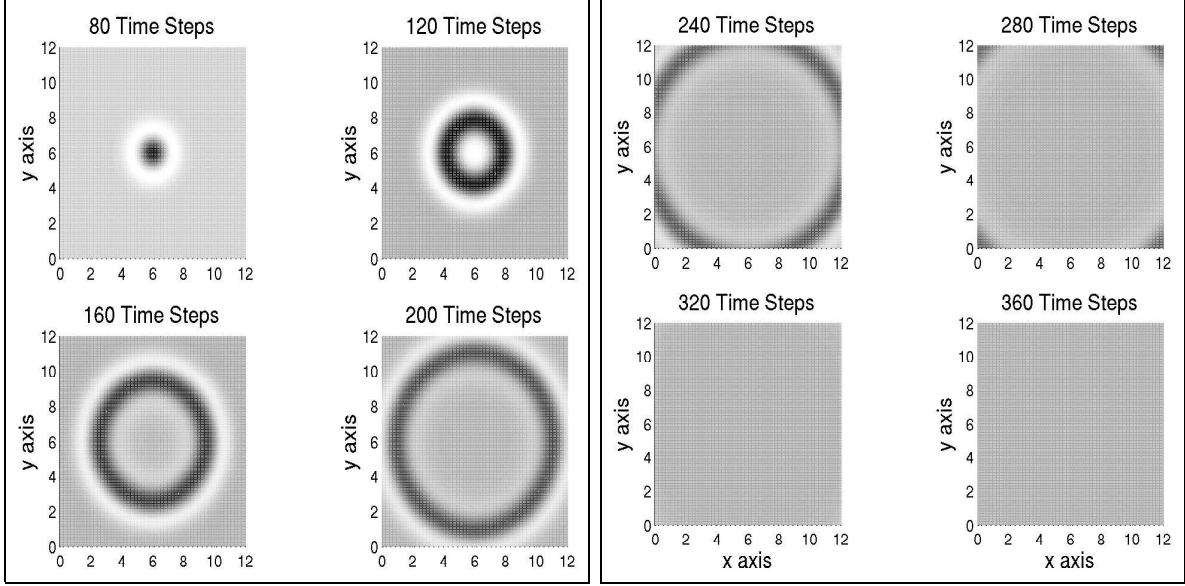 80 Time Steps
12
10
8
6
4
2
0
y axis
0 2 4 6 8 10 12
120 Time Steps
12
10
8
6
4
2
0
y axis
0 2 4 6 8 10 12
160 Time Steps
12
10
8
6
4
2
0
y axis
0 2 4 6 8 10 12
200 Time Steps
12
10
8
6
4
2
0
y axis
0 2 4 6 8 10 12
240 Time Steps
12
10
8
6
4
2
0
y axis
0 2 4 6 8 10 12
280 Time Steps
12
10
8
6
4
2
0
y axis
0 2 4 6 8 10 12
320 Time Steps
12
10
8
6
4
2
0
y axis
0 2 4 6 8 10 12
x axis
360 Time Steps
12
10
8
6
4
2
0
y axis
0 2 4 6 8 10 12
x axis